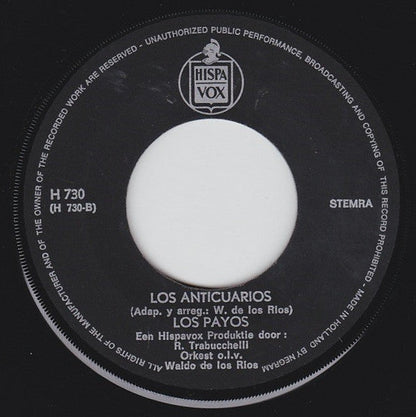 ALL RIGHTS OF THE MANUFACTURER AND OF THE OWNER OF THE RECORDED WORK RESERVED - UNAUTHORIZED PUBLIC PERFORMANCE, BROADCASTING AND COPYING OF THIS RECORD PROHIBITED - MADE IN HOLLAND BY NEGRAM
HISPA
VOX
H 730
(H 730-B)
STEMRA
LOS ANTICUARIOS
(Adap. y arreg.: W. de los Rios)
LOS PAYOS
Een Hispavox Produktie door :
R. Trabucchelli
Orkest o.l.v.
Waldo de los Rios